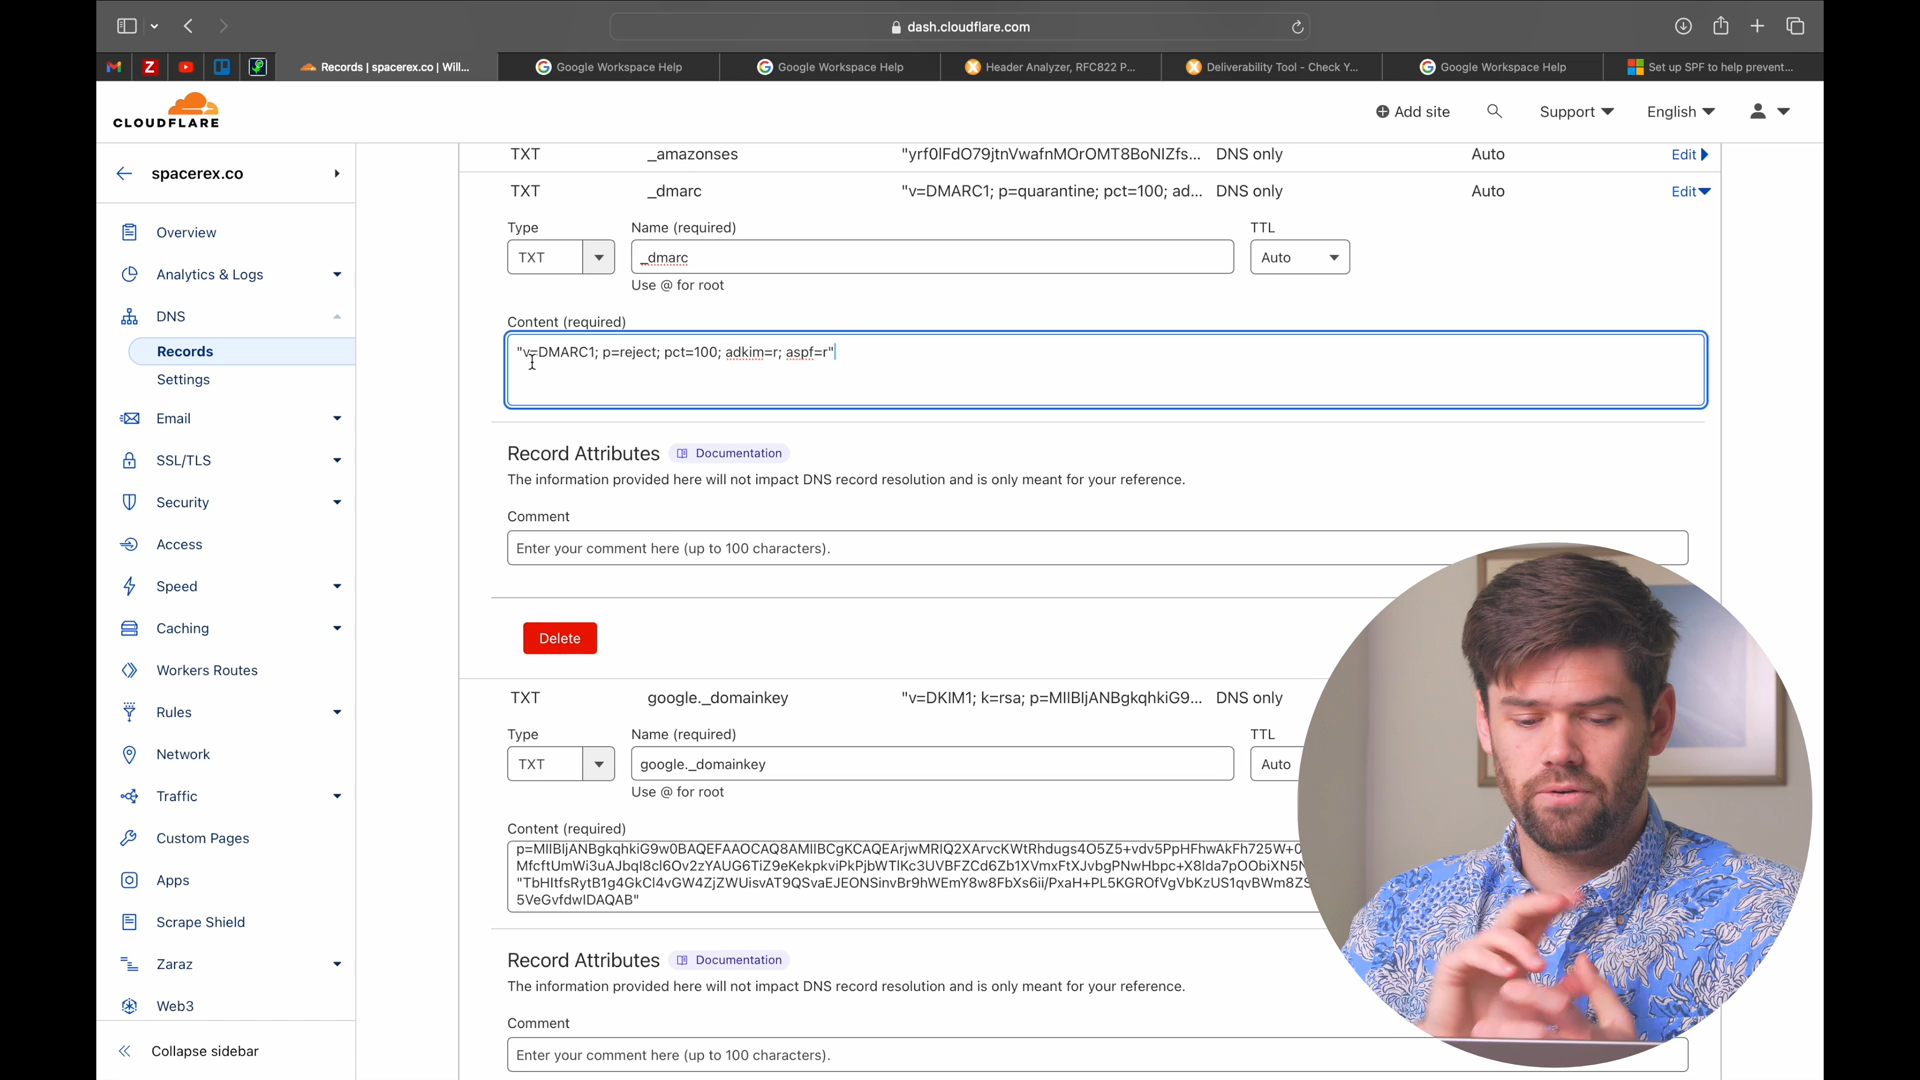 dash.cloudflare.com
Records | spacerex.co | Will...
Google Workspace Help
Google Workspace Help
Header Analyzer, RFC822 P...
Deliverability Tool - Check Y...
Google Workspace Help
Set up SPF to help prevent...
CLOUDFLARE
Add site
Support
English
spacerex.co
Overview
Analytics & Logs
DNS
Records
Settings
Email
SSL/TLS
Security
Access
Speed
Caching
Workers Routes
Rules
Network
Traffic
Custom Pages
Apps
Scrape Shield
Zaraz
Web3
Collapse sidebar
TXT _amazonses "yrf0lFdO79jtnVwafnMOrOMT8BoNIZfs... DNS only Auto Edit
TXT _dmarc "v=DMARC1; p=quarantine; pct=100; ad... DNS only Auto Edit
Type Name (required) TTL
TXT _dmarc Auto
Use @ for root
Content (required)
"v=DMARC1; p=reject; pct=100; adkim=r; aspf=r"
Record Attributes Documentation
The information provided here will not impact DNS record resolution and is only meant for your reference.
Comment
Enter your comment here (up to 100 characters).
Delete
TXT google._domainkey "v=DKIM1; k=rsa; p=MIIBIjANBgkqhkiG9... DNS only
Type Name (required) TTL
TXT google._domainkey Auto
Use @ for root
Content (required)
p=MIIBIjANBgkqhkiG9w0BAQEFAAOCAQ8AMIIBCgKCAQEArjwMRIQ2XArvcKWtRhdugs4O5Z5+vdv5PpHFhwAkFh725W+0
MfcftUmWi3uAJbqI8cl6Ov2zYAUG6TiZ9eKekpkviPkPjbWTIKc3UVBFZCd6Zb1XVmxFtXJvbgPNwHbpc+X8lda7pOObiXN5N
"TbHItfsRytB1g4GkCl4vGW4ZjZWUisvAT9QSvaEJEONSinvBr9hWEmY8w8FbXs6ii/PxaH+PL5KGROfVgVbKzUS1qvBWm8ZS
5VeGvfdwIDAQAB"
Record Attributes Documentation
The information provided here will not impact DNS record resolution and is only meant for your reference.
Comment
Enter your comment here (up to 100 characters).